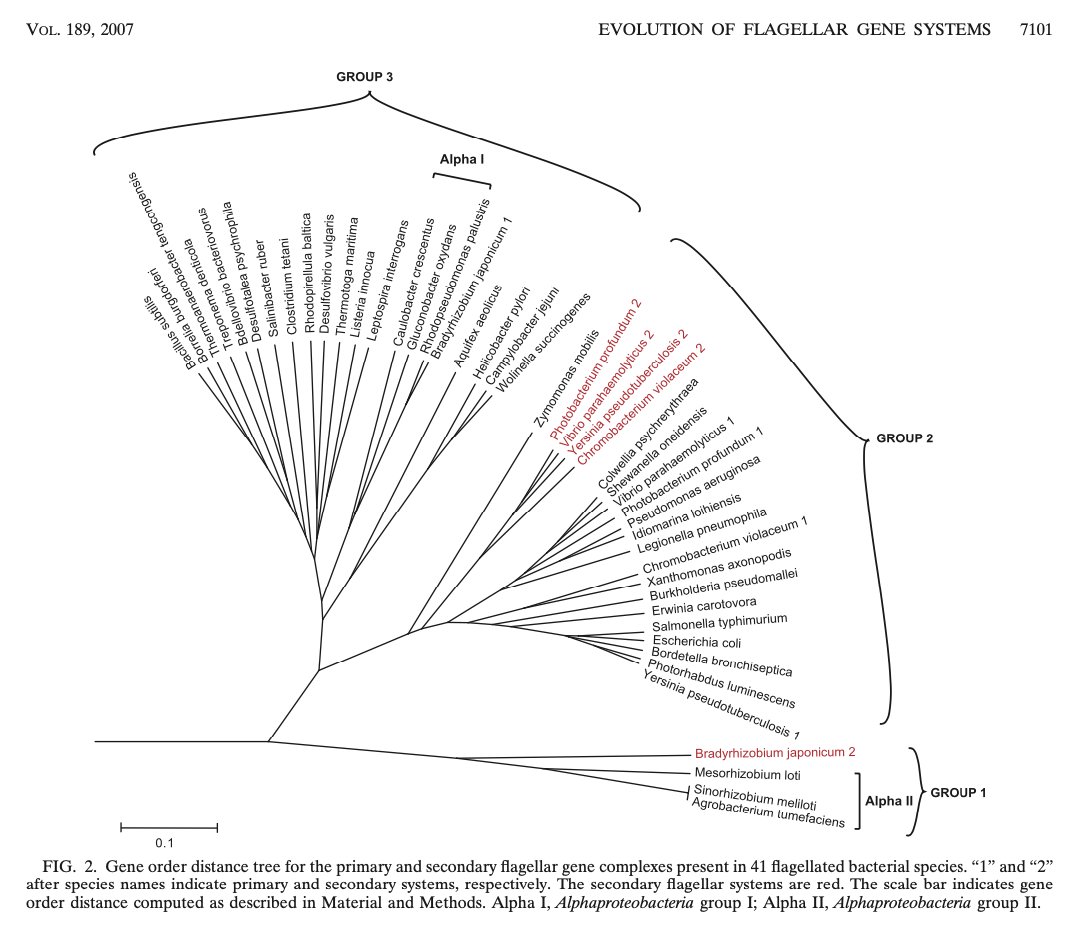 VOL. 189, 2007
EVOLUTION OF FLAGELLAR GENE SYSTEMS 7101
GROUP 3
Alpha I
Bacillus subtilis
Borrelia burgdorferi
Thermoanaerobacter tengcongensis
Treponema denticola
Bdellovibrio bacteriovorus
Desulfotalea psychrophila
Salinibacter ruber
Clostridium tetani
Rhodopirellula baltica
Desulfovibrio vulgaris
Thermotoga maritima
Listeria innocua
Leptospira interrogans
Caulobacter crescentus
Gluconobacter oxydans
Rhodopseudomonas palustris
Bradyrhizobium japonicum 1
Aquifex aeolicus
Helicobacter pylori
Campylobacter jejuni
Wolinella succinogenes
Zymomonas mobilis
Photobacterium profundum 2
Vibrio parahaemolyticus 2
Yersinia pseudotuberculosis 2
Chromobacterium violaceum 2
Colwellia psychrerythraea
Shewanella oneidensis
Vibrio parahaemolyticus 1
Photobacterium profundum 1
Pseudomonas aeruginosa
Idiomarina loihiensis
Legionella pneumophila
Chromobacterium violaceum 1
Xanthomonas axonopodis
Burkholderia pseudomallei
Erwinia carotovora
Salmonella typhimurium
Escherichia coli
Bordetella bronchiseptica
Photorhabdus luminescens
Yersinia pseudotuberculosis 1
GROUP 2
Bradyrhizobium japonicum 2
Mesorhizobium loti
Sinorhizobium meliloti
Agrobacterium tumefaciens
Alpha II
GROUP 1
0.1
FIG. 2. Gene order distance tree for the primary and secondary flagellar gene complexes present in 41 flagellated bacterial species. “1” and “2”
after species names indicate primary and secondary systems, respectively. The secondary flagellar systems are red. The scale bar indicates gene
order distance computed as described in Material and Methods. Alpha I, Alphaproteobacteria group I; Alpha II, Alphaproteobacteria group II.